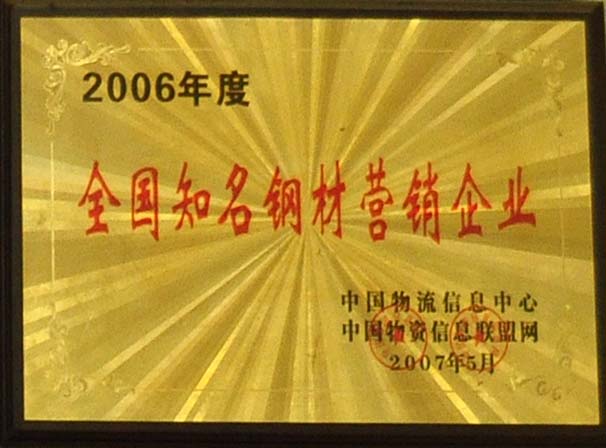 2006年度
全国知名钢材营销企业
中国物流信息中心
中国物资信息联盟网
2007年5月